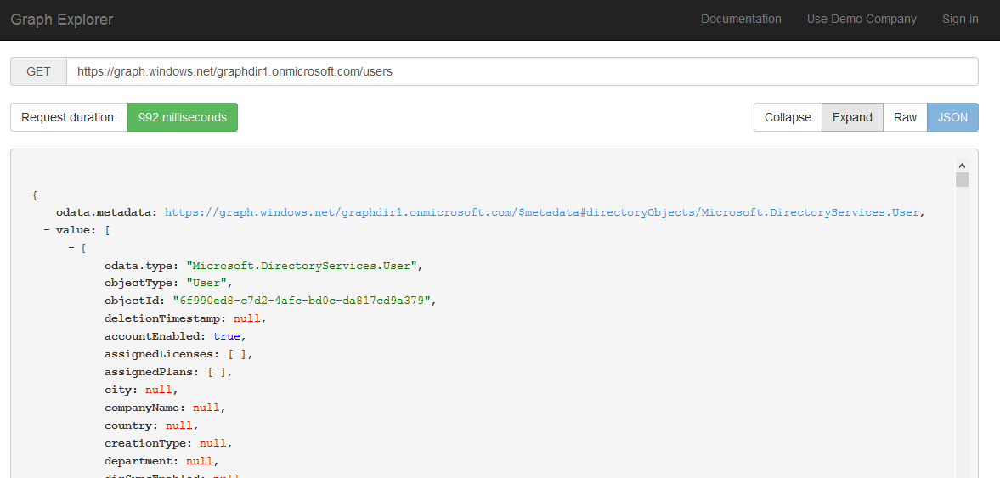 Graph Explorer Documentation Use Demo Company Sign in
GET https://graph.windows.net/graphdir1.onmicrosoft.com/users
Request duration: 992 milliseconds Collapse Expand Raw JSON
{
odata.metadata: https://graph.windows.net/graphdir1.onmicrosoft.com/$metadata#directoryObjects/Microsoft.DirectoryServices.User,
- value: [
- {
odata.type: "Microsoft.DirectoryServices.User",
objectType: "User",
objectId: "6f990ed8-c7d2-4afc-bd0c-da817cd9a379",
deletionTimestamp: null,
accountEnabled: true,
assignedLicenses: [ ],
assignedPlans: [ ],
city: null,
companyName: null,
country: null,
creationType: null,
department: null,
dirSyncEnabled: null